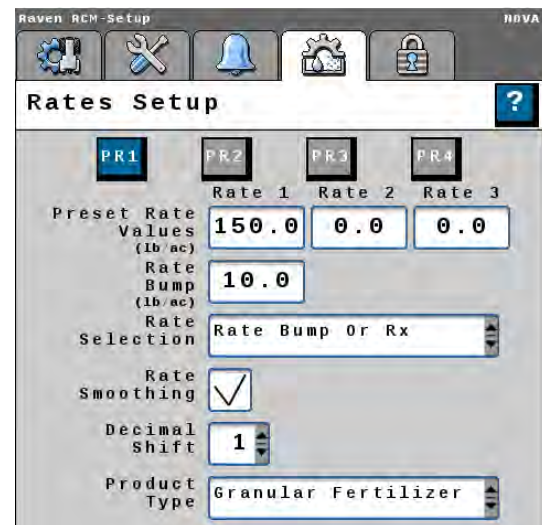 Raven RCM-Setup NOVA
Rates Setup ?
PR1 PR2 PR3 PR4
Rate 1 Rate 2 Rate 3
Preset Rate
Values
(lb/ac)
150.0 0.0 0.0
Rate
Bump
(lb/ac)
10.0
Rate
Selection
Rate Bump Or Rx
Rate
Smoothing
Decimal
Shift
1
Product
Type
Granular Fertilizer